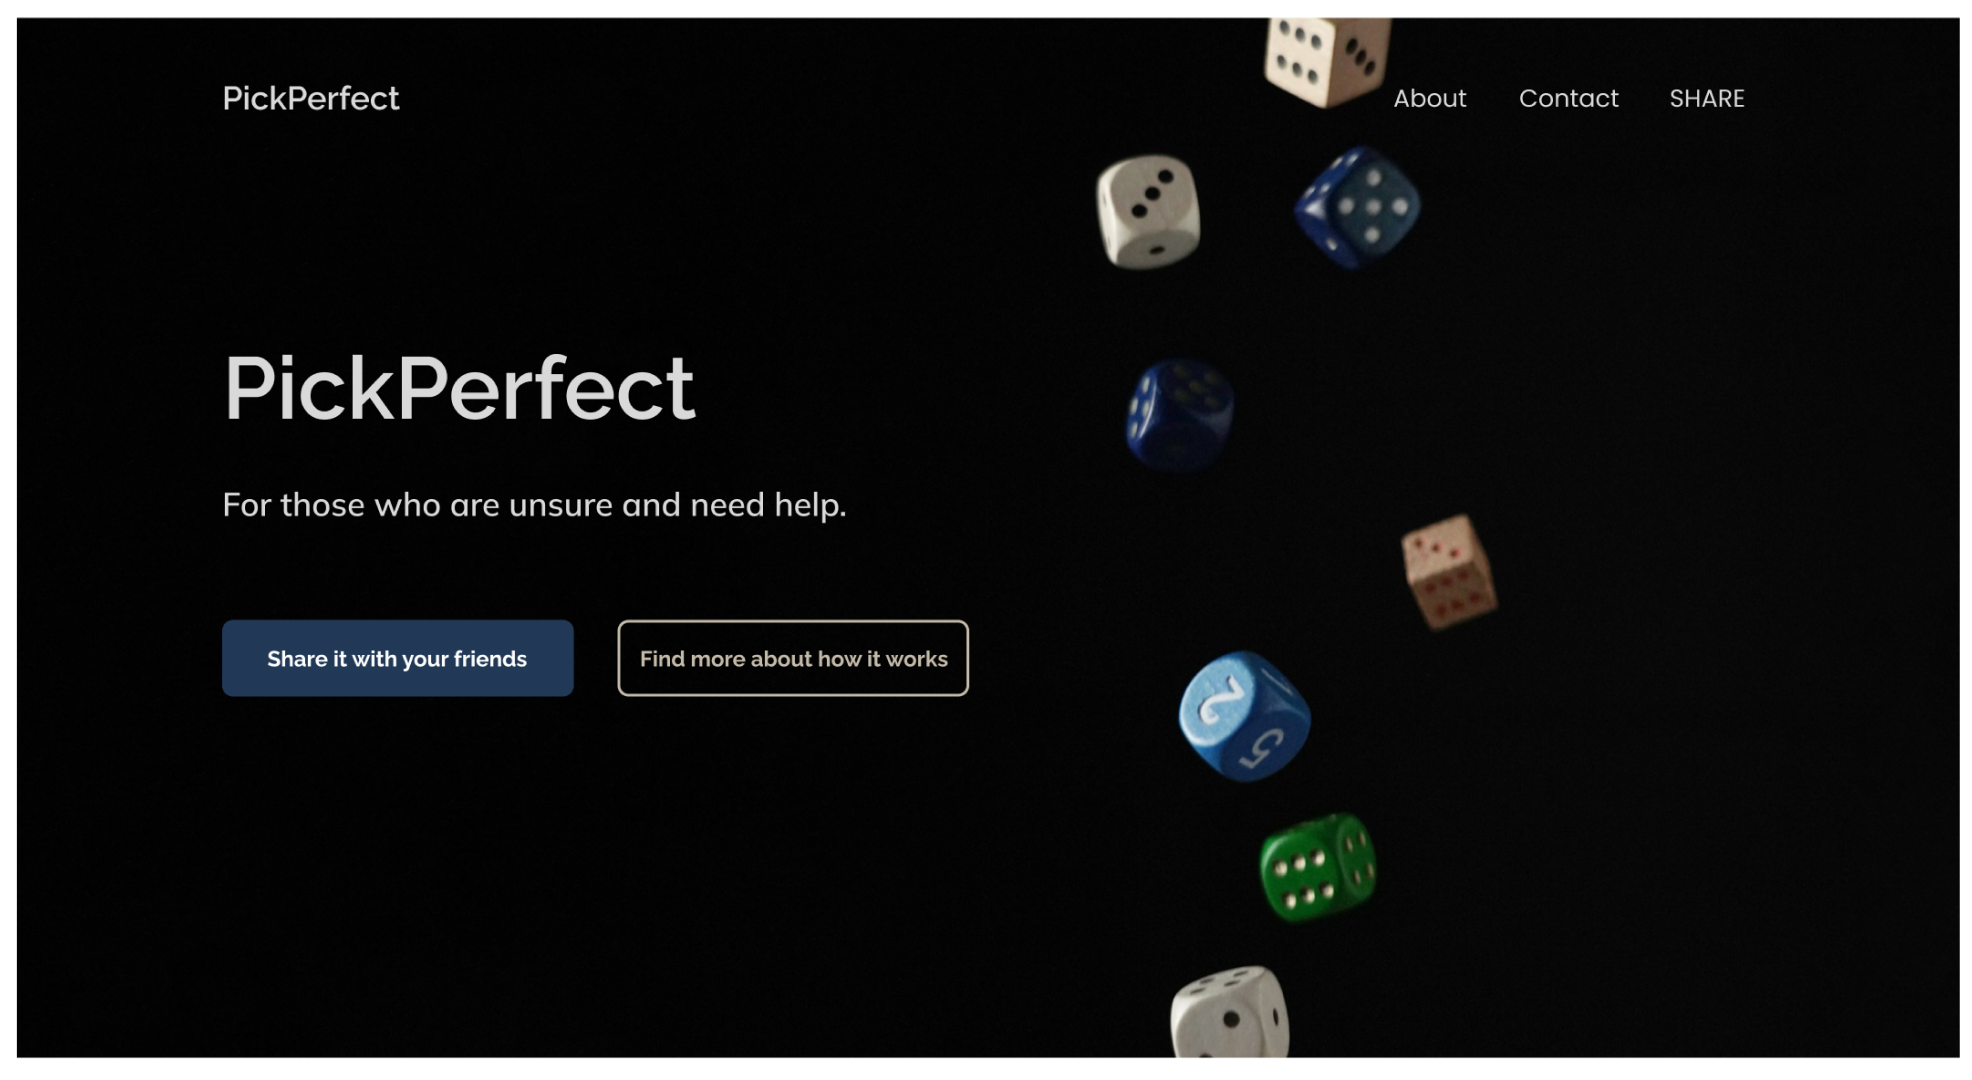 PickPerfect
About
Contact
SHARE
PickPerfect
For those who are unsure and need help.
Share it with your friends
Find more about how it works
2
5